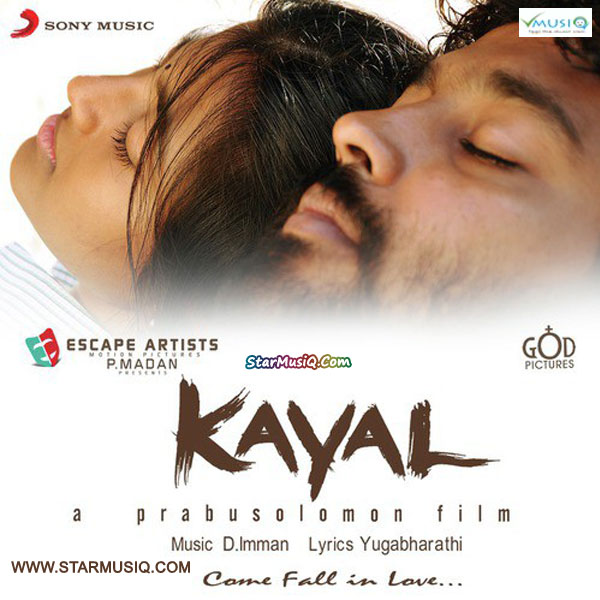 SONY MUSIC
VMUSIQ
ESCAPE ARTISTS
MOTION PICTURES
P.MADAN
PRESENTS
StarMusiQ.Com
GOD
PICTURES
KAYAL
a prabusolomon film
Music D.Imman Lyrics Yugabharathi
WWW.STARMUSIQ.COM
Come Fall in Love...